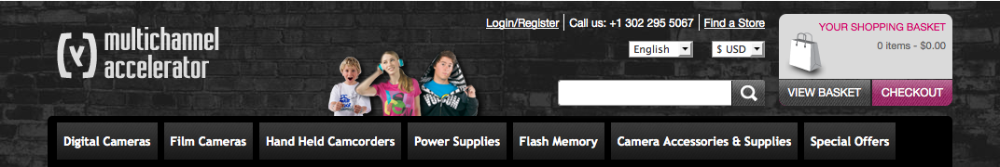 multichannel
accelerator
Login/Register | Call us: +1 302 295 5067 | Find a Store
English
$ USD
YOUR SHOPPING BASKET
0 items - $0.00
VIEW BASKET
CHECKOUT
Digital Cameras
Film Cameras
Hand Held Camcorders
Power Supplies
Flash Memory
Camera Accessories & Supplies
Special Offers